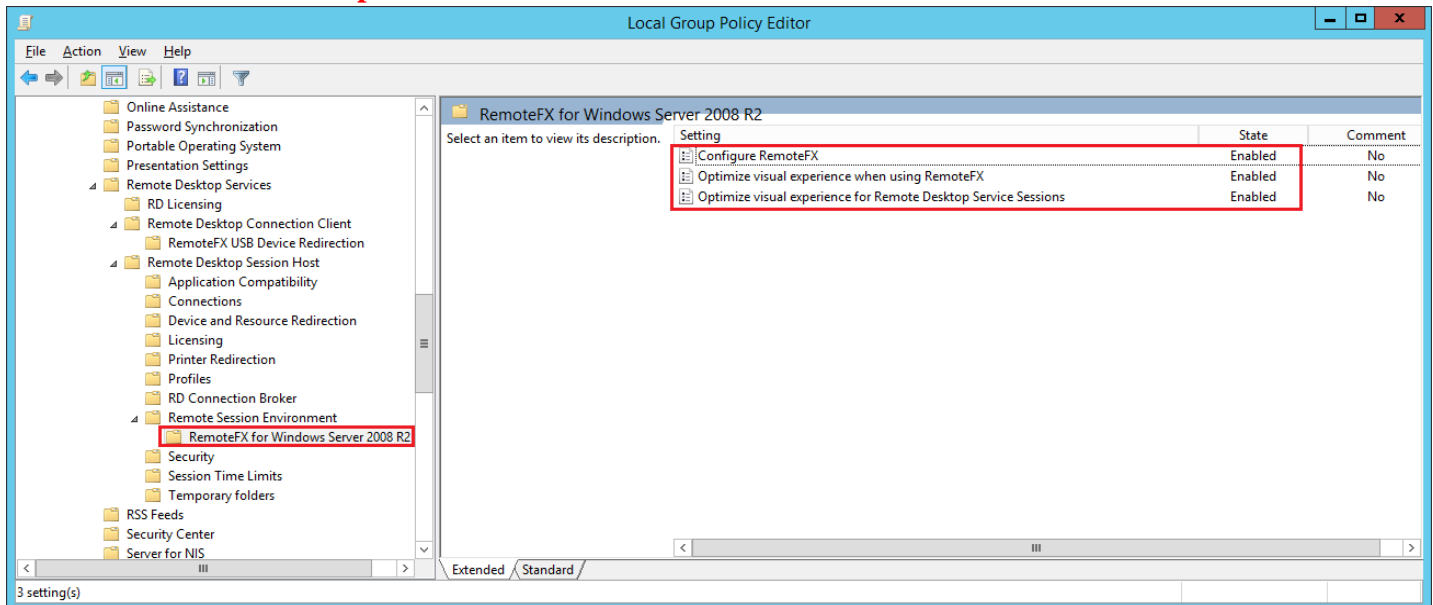 Local Group Policy Editor
File Action View Help
Online Assistance
Password Synchronization
Portable Operating System
Presentation Settings
Remote Desktop Services
RD Licensing
Remote Desktop Connection Client
RemoteFX USB Device Redirection
Remote Desktop Session Host
Application Compatibility
Connections
Device and Resource Redirection
Licensing
Printer Redirection
Profiles
RD Connection Broker
Remote Session Environment
RemoteFX for Windows Server 2008 R2
Security
Session Time Limits
Temporary folders
RSS Feeds
Security Center
Server for NIS
RemoteFX for Windows Server 2008 R2
Select an item to view its description.
Setting State Comment
Configure RemoteFX Enabled No
Optimize visual experience when using RemoteFX Enabled No
Optimize visual experience for Remote Desktop Service Sessions Enabled No
Extended Standard
3 setting(s)